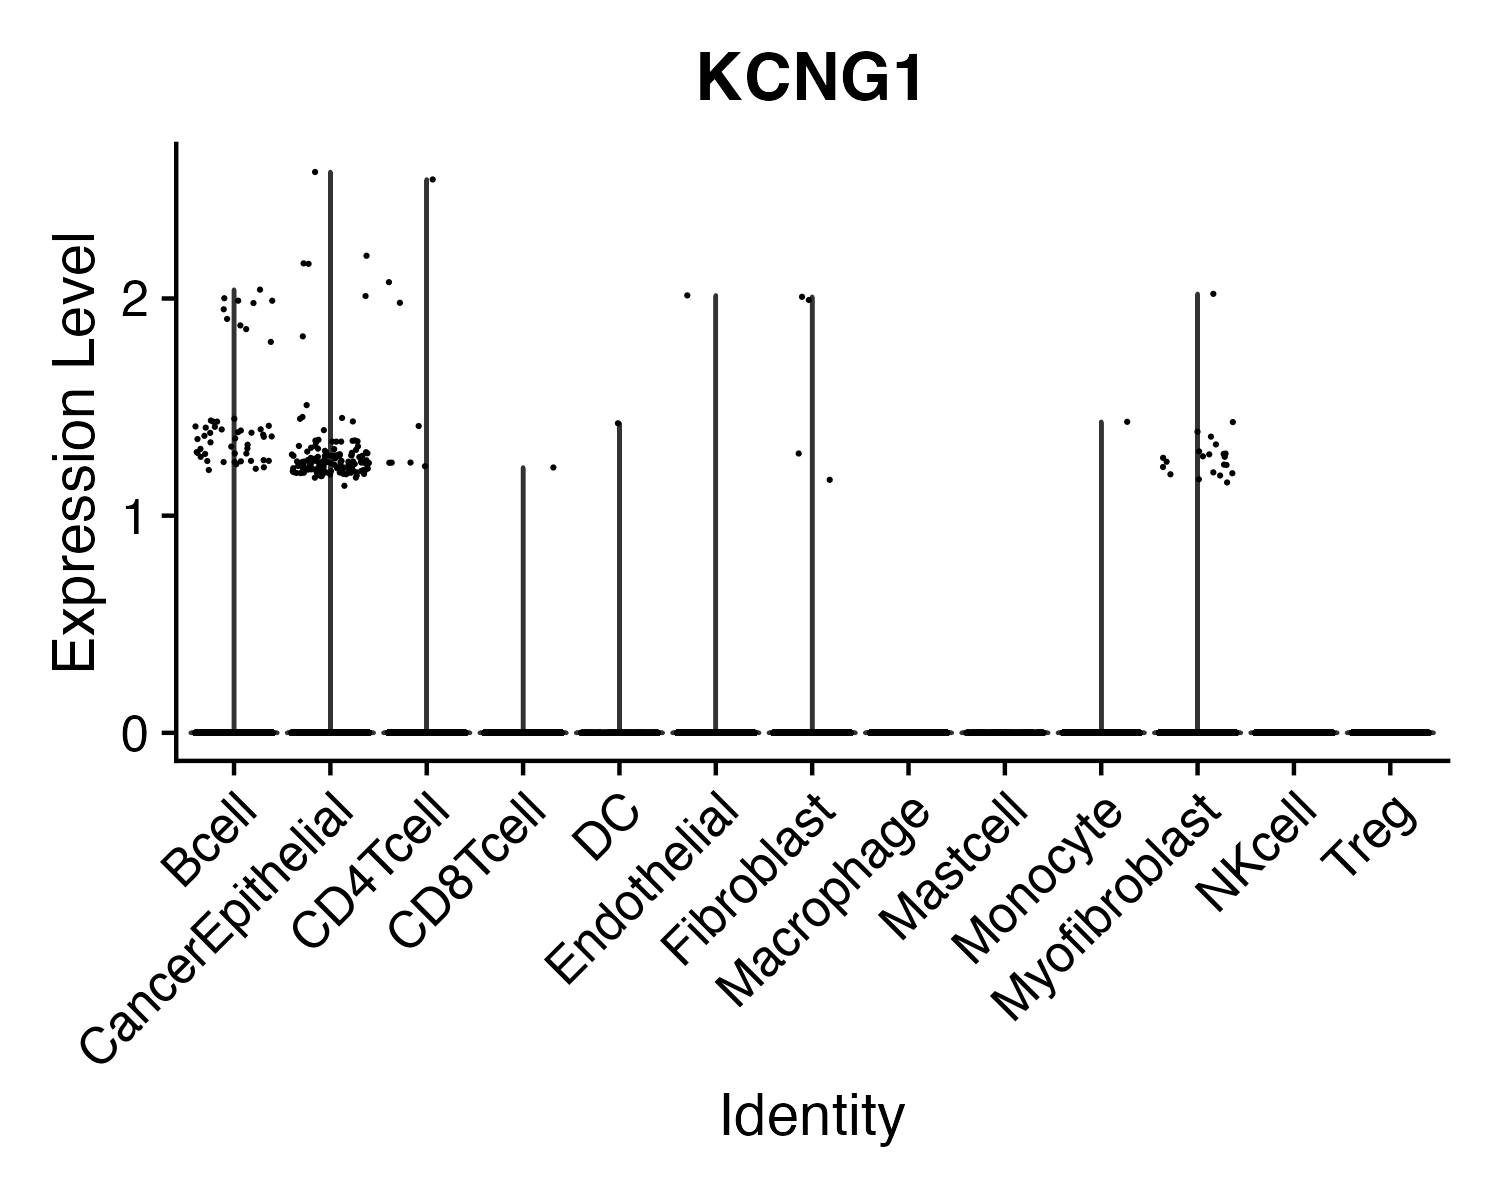 KCNG1
Expression Level
2
1
0
Bcell
CancerEpithelial
CD4Tcell
CD8Tcell
DC
Endothelial
Fibroblast
Macrophage
Mastcell
Monocyte
Myofibroblast
NKcell
Treg
Identity